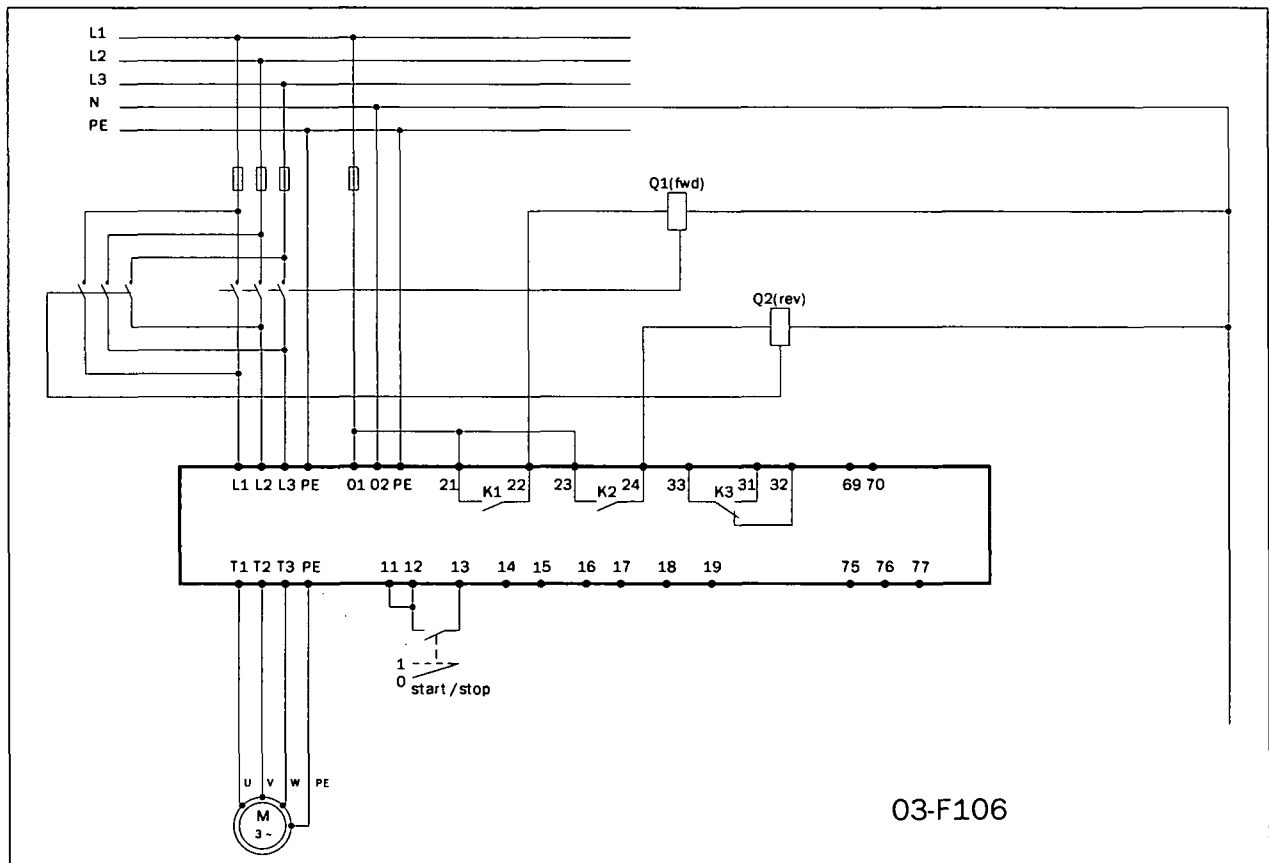 L1
L2
L3
N
PE
Q1(fwd)
Q2(rev)
L1 L2 L3 PE 01 02 PE 21 K1 22 23 K2 24 33 K3 31 32 69 70
T1 T2 T3 PE 11 12 13 14 15 16 17 18 19 75 76 77
1
0
start/stop
U V W PE
M
3~
03-F106